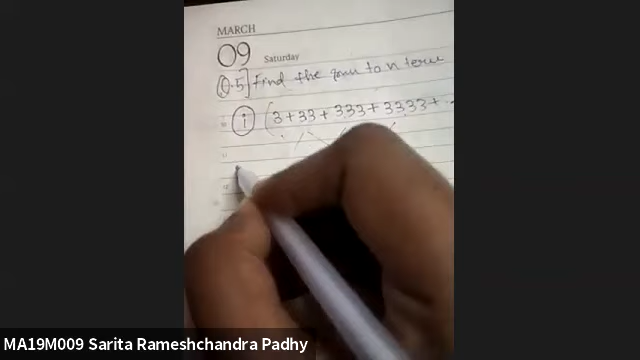 MARCH
09 Saturday
Q.5] Find the sum to n terms
i (3+33+333+3333+
MA19M009 Sarita Rameshchandra Padhy